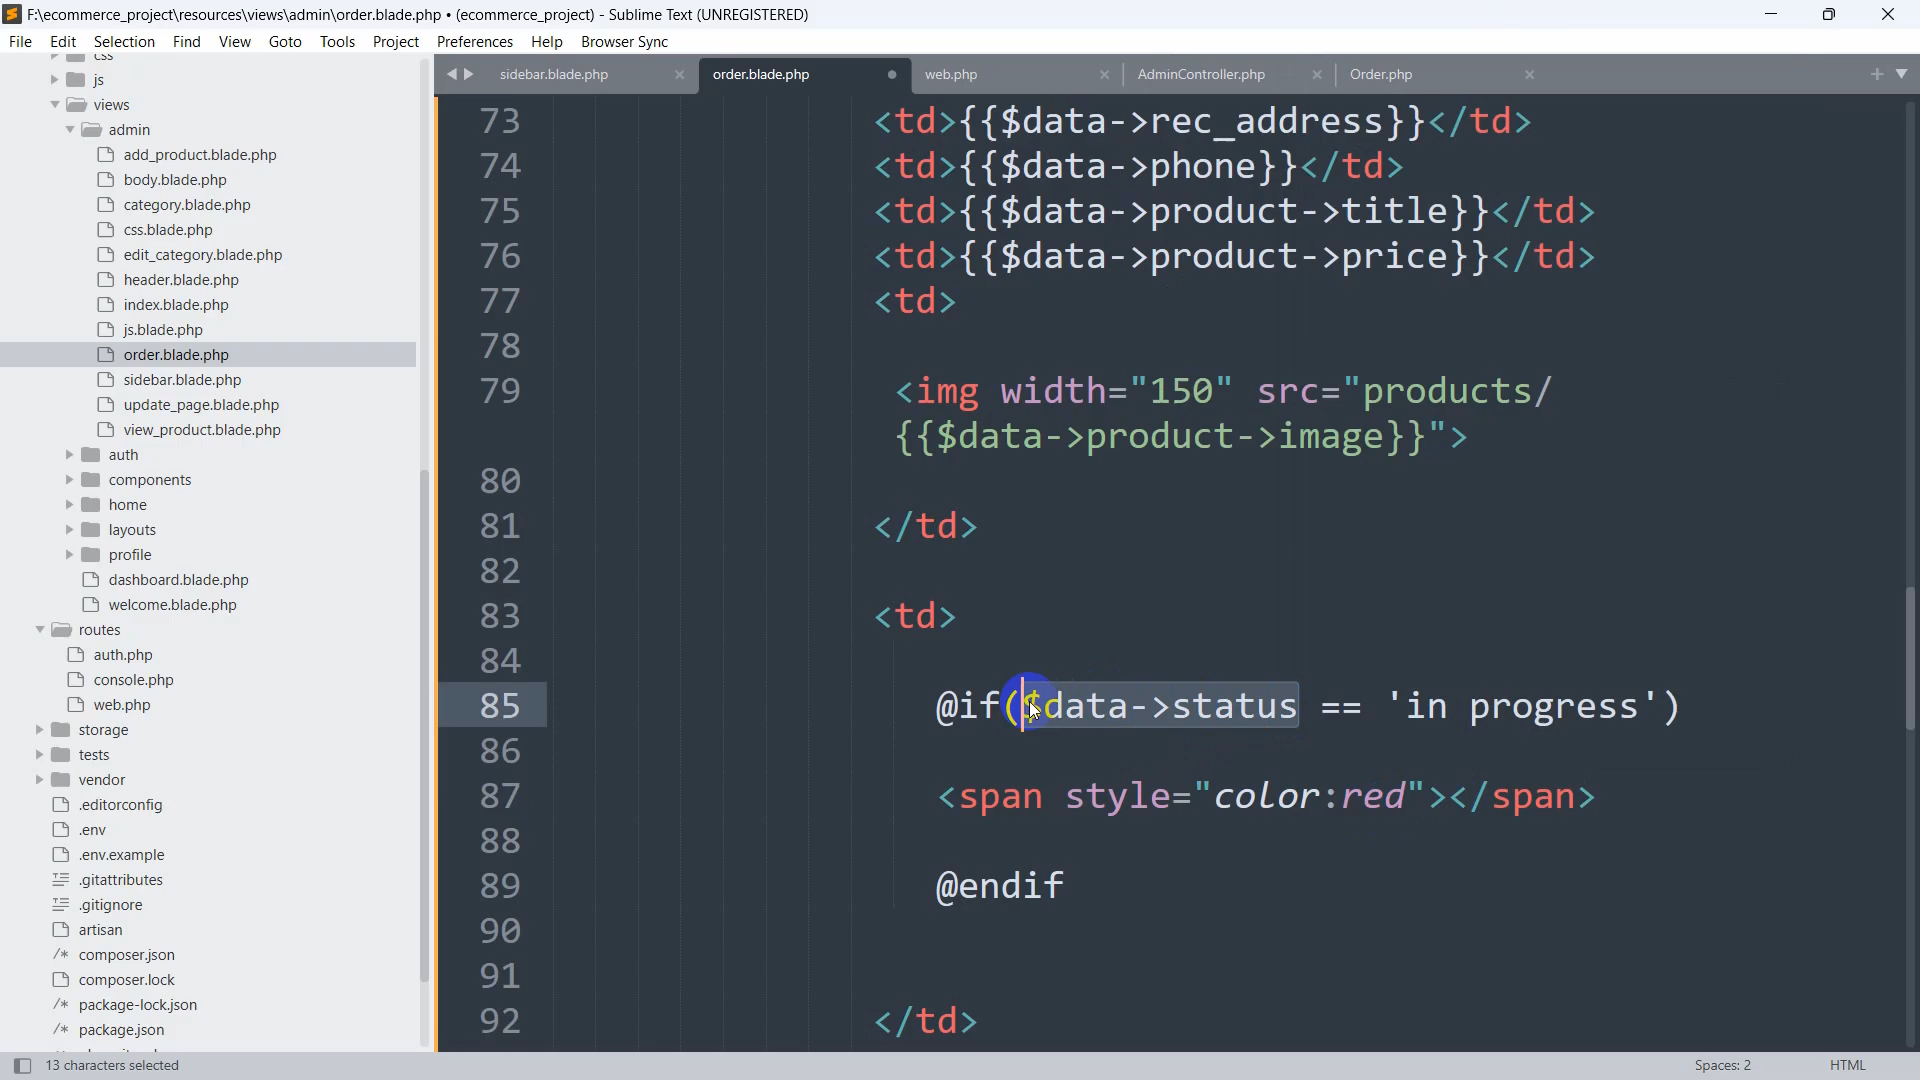 F:\ecommerce_project\resources\views\admin\order.blade.php • (ecommerce_project) - Sublime Text (UNREGISTERED)
File Edit Selection Find View Goto Tools Project Preferences Help Browser Sync
css
js
views
admin
add_product.blade.php
body.blade.php
category.blade.php
css.blade.php
edit_category.blade.php
header.blade.php
index.blade.php
js.blade.php
order.blade.php
sidebar.blade.php
update_page.blade.php
view_product.blade.php
auth
components
home
layouts
profile
dashboard.blade.php
welcome.blade.php
routes
auth.php
console.php
web.php
storage
tests
vendor
.editorconfig
.env
.env.example
.gitattributes
.gitignore
artisan
composer.json
composer.lock
package-lock.json
package.json
sidebar.blade.php order.blade.php web.php AdminController.php Order.php
73 <td>{{$data->rec_address}}</td>
74 <td>{{$data->phone}}</td>
75 <td>{{$data->product->title}}</td>
76 <td>{{$data->product->price}}</td>
77 <td>
78
79 <img width="150" src="products/
{{$data->product->image}}">
80
81 </td>
82
83 <td>
84
85 @if($data->status == 'in progress')
86
87 <span style="color:red"></span>
88
89 @endif
90
91
92 </td>
13 characters selected Spaces: 2 HTML